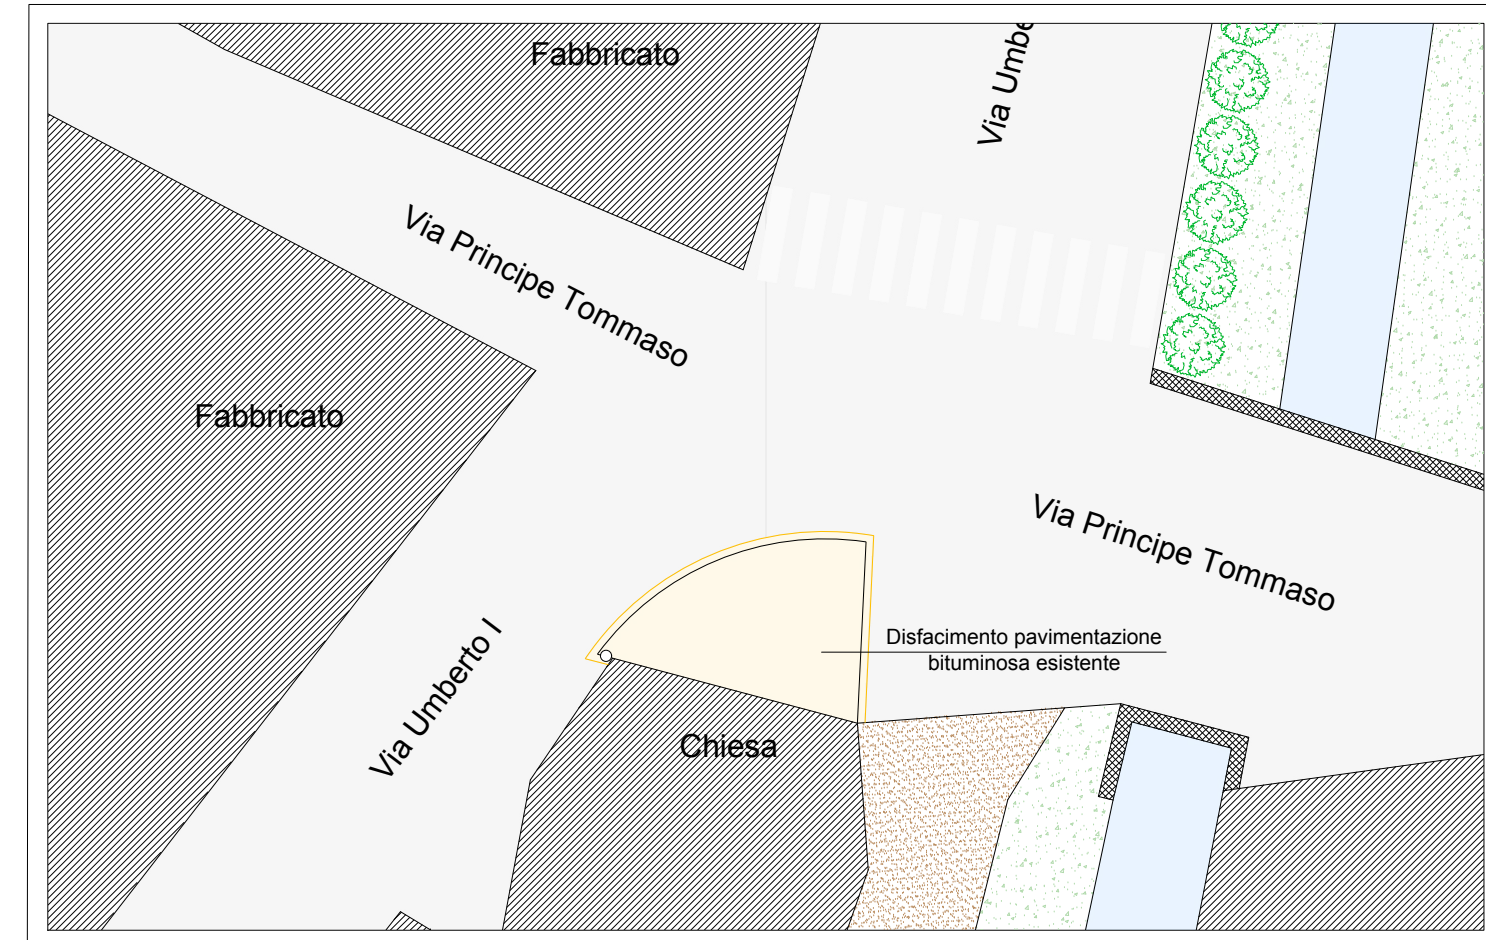 Fabbricato
Via Umbe
Via Principe Tommaso
Fabbricato
Via Principe Tommaso
Via Umberto I
Disfacimento pavimentazione
bituminosa esistente
Chiesa